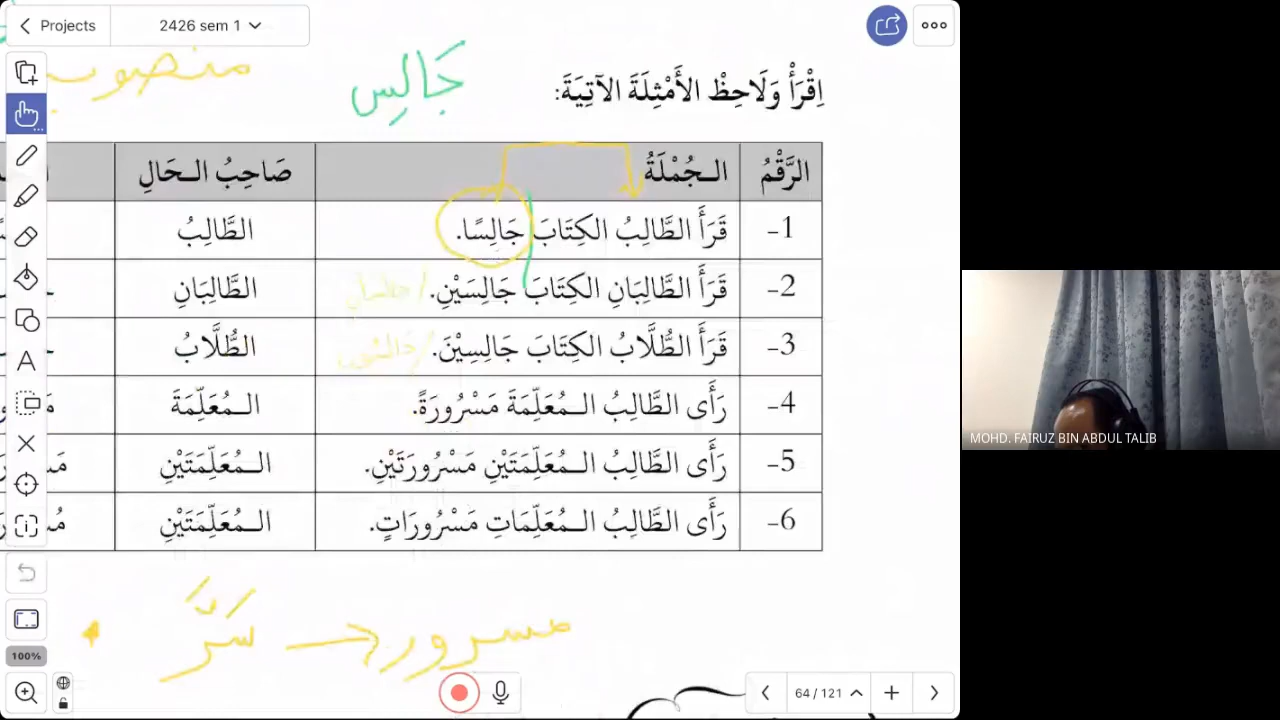 Projects
2426 sem 1
منصوب
جَالِس
اِقْرَأْ وَلَاحِظْ الأَمْثِلَةَ الآتِيَةَ:
الرَّقْمُ الـجُمْلَةُ صَاحِبُ الـحَالِ
1- قَرَأَ الطَّالِبُ الكِتَابَ جَالِسًا. الطَّالِبُ
2- قَرَأَ الطَّالِبَانِ الكِتَابَ جَالِسَيْنِ. الطَّالِبَانِ
3- قَرَأَ الطُّلَّابُ الكِتَابَ جَالِسِيْنَ. الطُّلَّابُ
4- رَأَى الطَّالِبُ الـمُعَلِّمَةَ مَسْرُورَةً. الـمُعَلِّمَةَ
5- رَأَى الطَّالِبُ الـمُعَلِّمَتَيْنِ مَسْرُورَتَيْنِ. الـمُعَلِّمَتَيْنِ
6- رَأَى الطَّالِبُ الـمُعَلِّمَاتِ مَسْرُورَاتٍ. الـمُعَلِّمَتَيْنِ
مسرور → سَرَّ
100%
64 / 121
MOHD. FAIRUZ BIN ABDUL TALIB